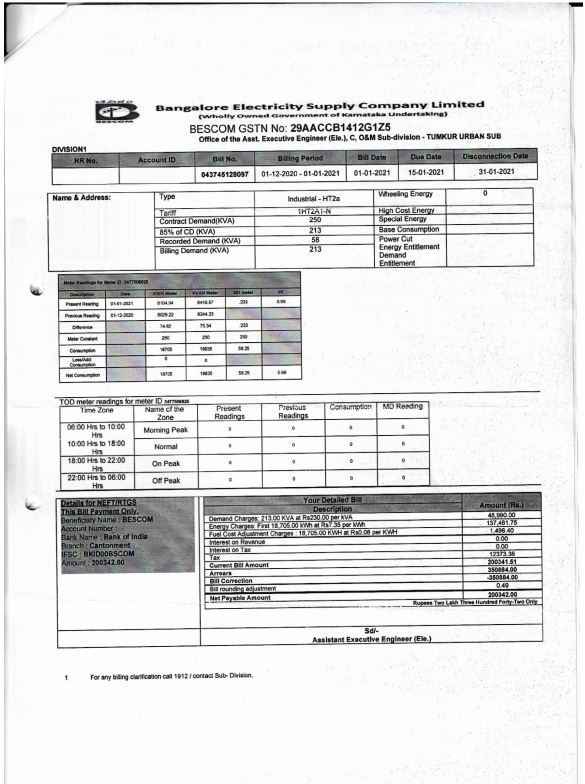 BESCOM
Bangalore Electricity Supply Company Limited
(Wholly Owned Government of Karnataka Undertaking)
BESCOM GSTN No: 29AACCB1412G1Z5
Office of the Asst. Executive Engineer (Ele.), C, O&M Sub-division - TUMKUR URBAN SUB
DIVISION1
RR No. Account ID Bill No. Billing Period Bill Date Due Date Disconnection Date
043745128097 01-12-2020 - 01-01-2021 01-01-2021 15-01-2021 31-01-2021
Name & Address: Type Industrial - HT2a Wheeling Energy 0
Tariff 1HT2A1-N High Cost Energy
Contract Demand(KVA) 250 Special Energy
85% of CD (KVA) 213 Base Consumption
Recorded Demand (KVA) 58 Power Cut
Billing Demand (KVA) 213 Energy Entitlement
Demand
Entitlement
Meter Readings for Meter ID 3477508825
Description Date KWH Meter KVAH Meter MD meter PF
Present Reading 01-01-2021 8104.04 8419.57 .233 0.99
Previous Reading 01-12-2020 8029.22 8344.23
Difference 74.82 75.34 .233
Meter Constant 250 250 250
Consumption 18705 18835 58.25
Less/Add
Consumption 0 0
Net Consumption 18705 18835 58.25 0.99
TOD meter readings for meter ID 3477508825
Time Zone Name of the Zone Present Readings Previous Readings Consumption MD Reading
06:00 Hrs to 10:00 Hrs Morning Peak 0 0 0 0
10:00 Hrs to 18:00 Hrs Normal 0 0 0 0
18:00 Hrs to 22:00 Hrs On Peak 0 0 0 0
22:00 Hrs to 06:00 Hrs Off Peak 0 0 0 0
Details for NEFT/RTGS
This Bill Payment Only.
Beneficiary Name : BESCOM
Account Number :
Bank Name : Bank of India
Branch : Cantonment
IFSC : BKID00BSCOM
Amount : 200342.00
Your Detailed Bill
Description Amount (Rs.)
Demand Charges: 213.00 KVA at Rs230.00 per kVA 48,990.00
Energy Charges: First 18,705.00 kWh at Rs7.35 per kWh 137,481.75
Fuel Cost Adjustment Charges : 18,705.00 KWH at Rs0.08 per KWH 1,496.40
Interest on Revenue 0.00
Interest on Tax 0.00
Tax 12373.36
Current Bill Amount 200341.51
Arrears 350884.00
Bill Correction -350884.00
Bill rounding adjustment 0.49
Net Payable Amount 200342.00
Rupees Two Lakh Three Hundred Forty-Two Only
Sd/-
Assistant Executive Engineer (Ele.)
1 For any billing clarification call 1912 / contact Sub- Division.